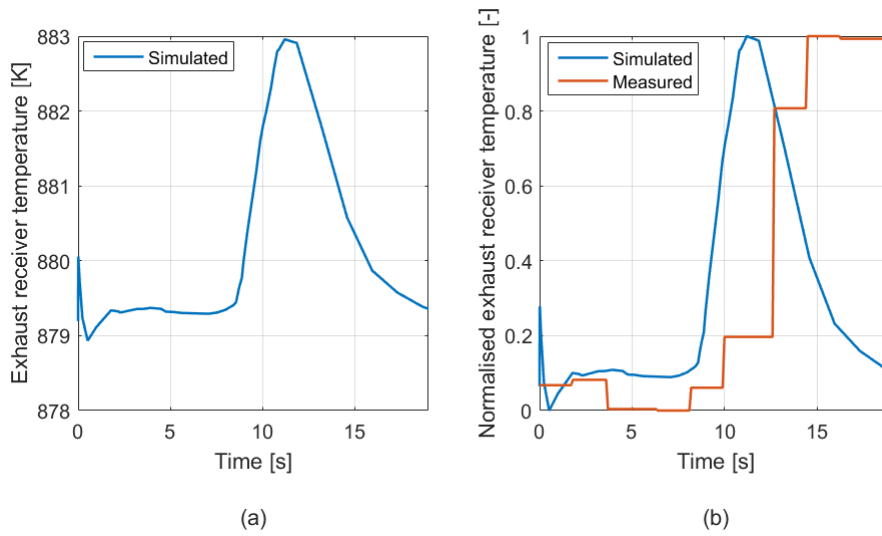 Exhaust receiver temperature [K]
883
882
881
880
879
878
0
5
10
15
Time [s]
Simulated
(a)
Normalised exhaust receiver temperature [-]
1
0.8
0.6
0.4
0.2
0
0
5
10
15
Time [s]
Simulated
Measured
(b)